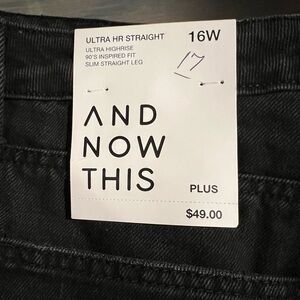 ULTRA HR STRAIGHT 16W
ULTRA HIGHRISE
90'S INSPIRED FIT
SLIM STRAIGHT LEG
17
AND
NOW
THIS
PLUS
$49.00